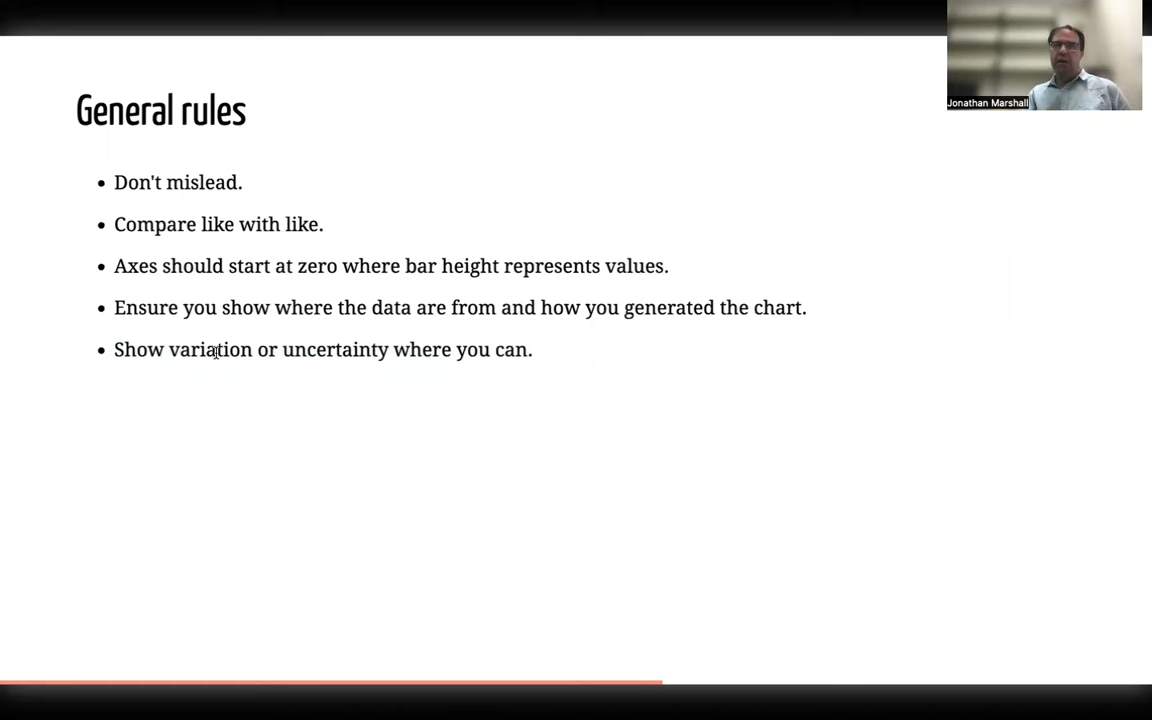 Jonathan Marshall
General rules
Don't mislead.
Compare like with like.
Axes should start at zero where bar height represents values.
Ensure you show where the data are from and how you generated the chart.
Show variation or uncertainty where you can.